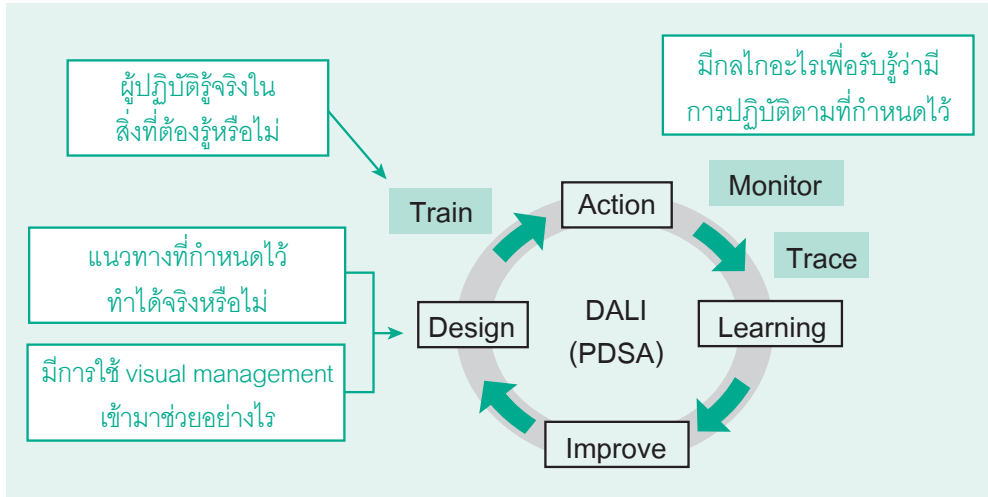 ผู้ปฏิบัติรู้จริงใน
สิ่งที่ต้องรู้หรือไม่
มีกลไกอะไรเพื่อรับรู้ว่ามี
การปฏิบัติตามที่กำหนดไว้
Train
Action
Monitor
Trace
แนวทางที่กำหนดไว้
ทำได้จริงหรือไม่
Design
DALI
(PDSA)
Learning
มีการใช้ visual management
เข้ามาช่วยอย่างไร
Improve